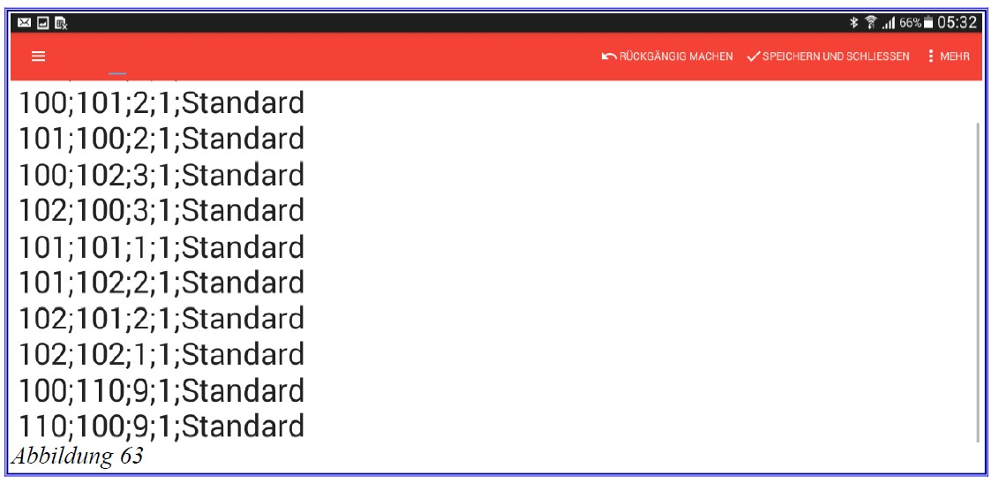 66% 05:32
RÜCKGÄNGIG MACHEN SPEICHERN UND SCHLIESSEN MEHR
100;101;2;1;Standard
101;100;2;1;Standard
100;102;3;1;Standard
102;100;3;1;Standard
101;101;1;1;Standard
101;102;2;1;Standard
102;101;2;1;Standard
102;102;1;1;Standard
100;110;9;1;Standard
110;100;9;1;Standard
Abbildung 63